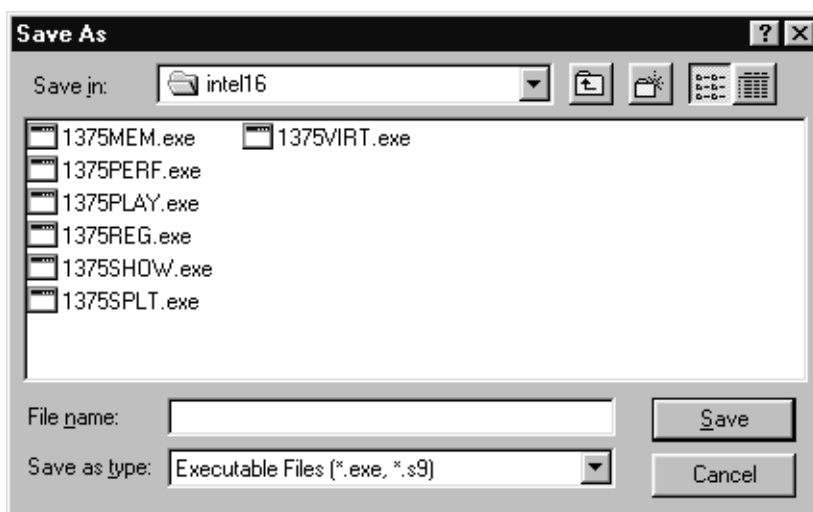 Save As
Save in: intel16
1375MEM.exe 1375VIRT.exe
1375PERF.exe
1375PLAY.exe
1375REG.exe
1375SHOW.exe
1375SPLT.exe
File name: Save
Save as type: Executable Files (*.exe, *.s9) Cancel